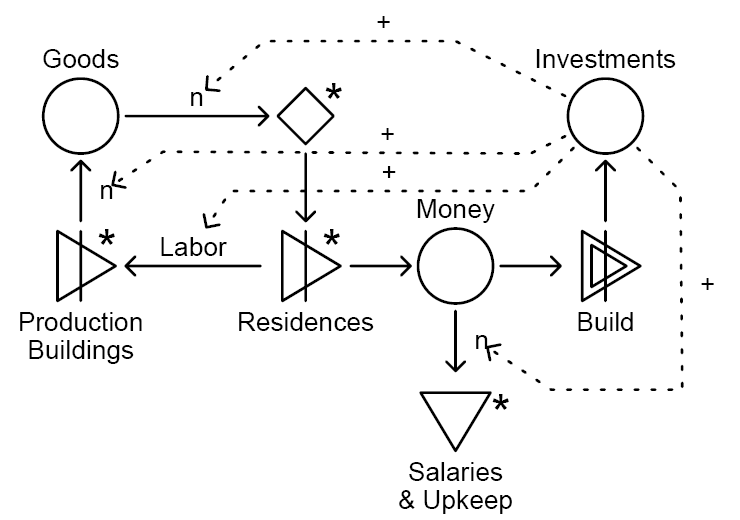 +
Goods
Investments
n
*
+
n
+
Money
*
Labor
*
+
Production
Buildings
Residences
Build
n
*
Salaries
& Upkeep